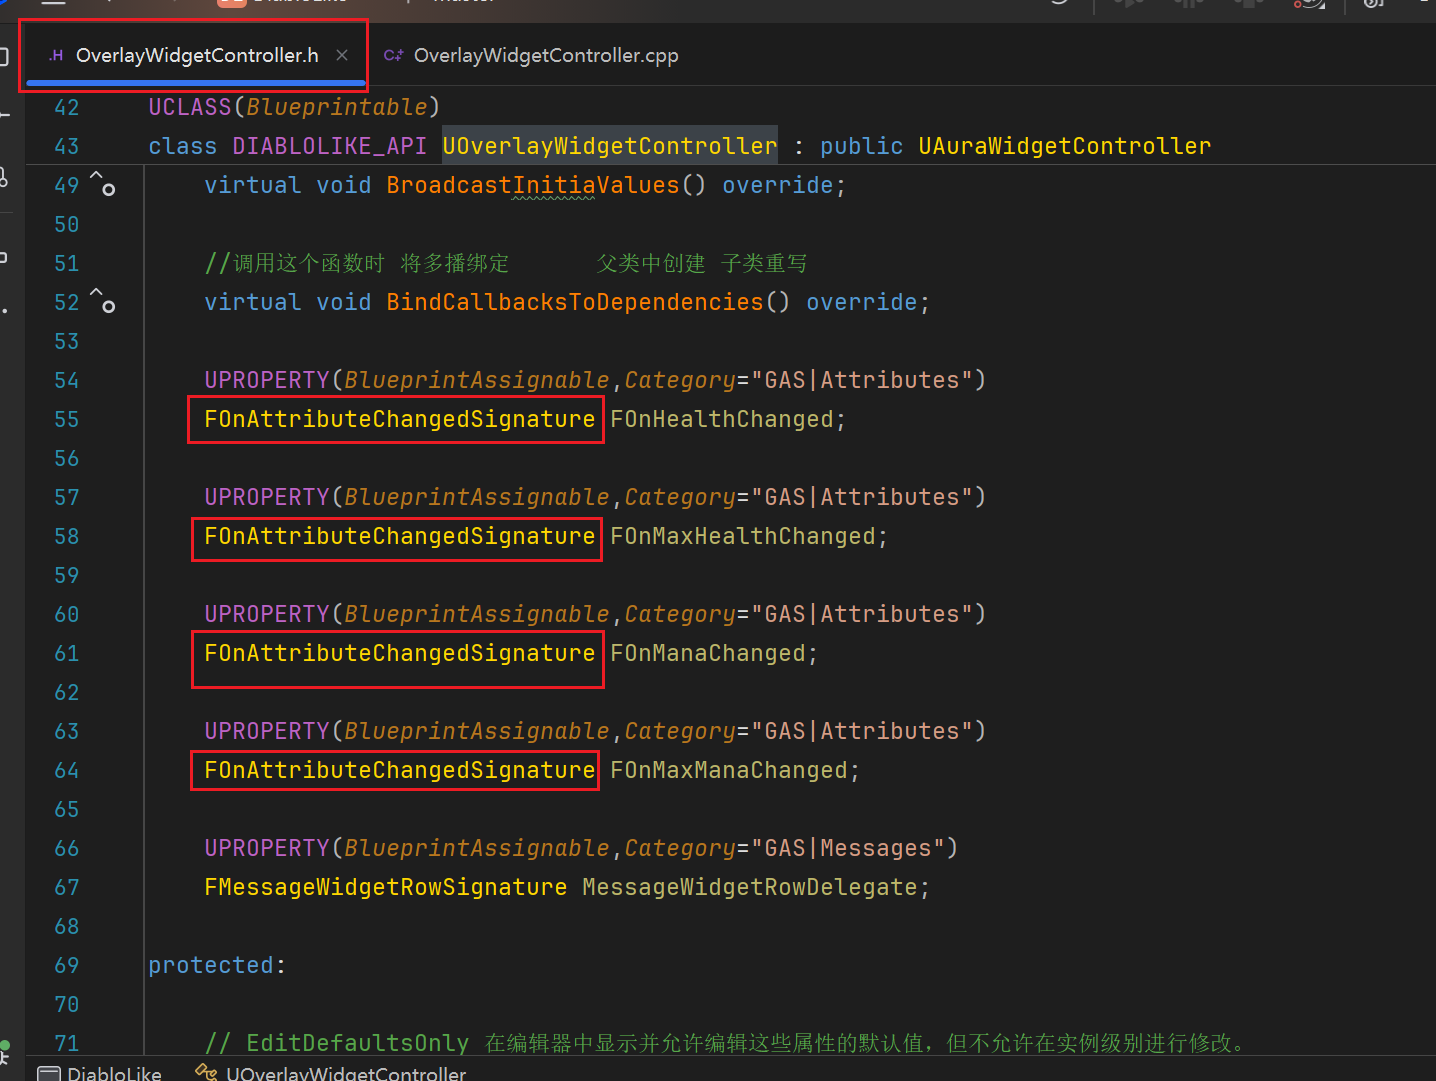 OverlayWidgetController.h × C++ OverlayWidgetController.cpp
42 UCLASS(Blueprintable)
43 class DIABLOLIKE_API UOverlayWidgetController : public UAuraWidgetController
49 virtual void BroadcastInitiaValues() override;
50
51 //调用这个函数时 将多播绑定 父类中创建 子类重写
52 virtual void BindCallbacksToDependencies() override;
53
54 UPROPERTY(BlueprintAssignable,Category="GAS|Attributes")
55 FOnAttributeChangedSignature FOnHealthChanged;
56
57 UPROPERTY(BlueprintAssignable,Category="GAS|Attributes")
58 FOnAttributeChangedSignature FOnMaxHealthChanged;
59
60 UPROPERTY(BlueprintAssignable,Category="GAS|Attributes")
61 FOnAttributeChangedSignature FOnManaChanged;
62
63 UPROPERTY(BlueprintAssignable,Category="GAS|Attributes")
64 FOnAttributeChangedSignature FOnMaxManaChanged;
65
66 UPROPERTY(BlueprintAssignable,Category="GAS|Messages")
67 FMessageWidgetRowSignature MessageWidgetRowDelegate;
68
69 protected:
70
71 // EditDefaultsOnly 在编辑器中显示并允许编辑这些属性的默认值，但不允许在实例级别进行修改。
DiabloLike UOverlayWidgetController